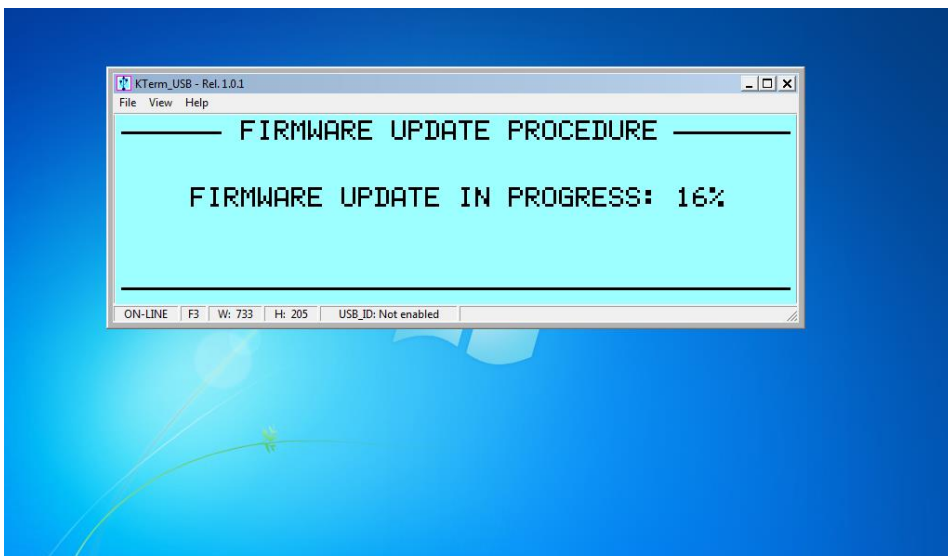 KTerm_USB - Rel. 1.0.1
File View Help
FIRMWARE UPDATE PROCEDURE
FIRMWARE UPDATE IN PROGRESS: 16%
ON-LINE F3 W: 733 H: 205 USB_ID: Not enabled